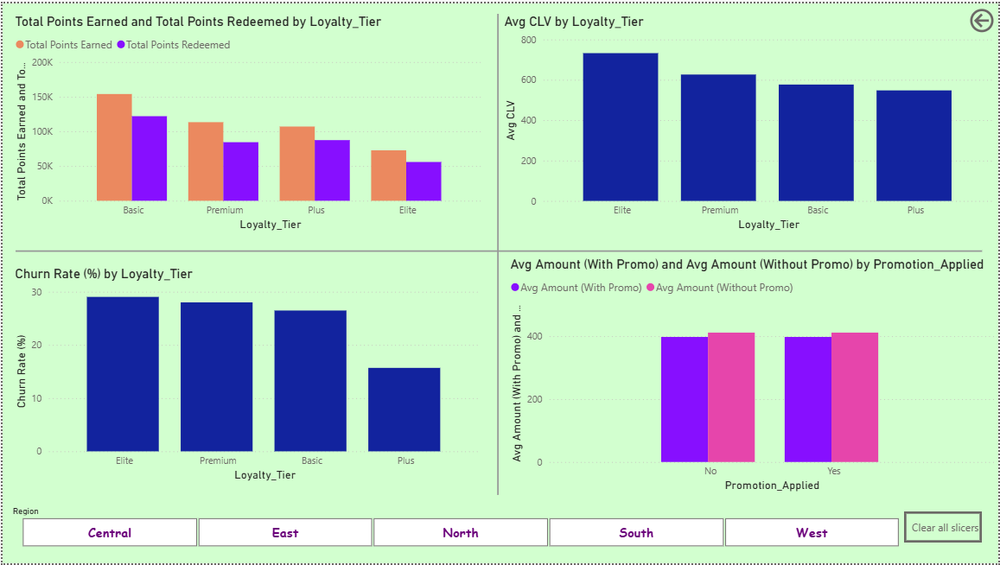 Total Points Earned and Total Points Redeemed by Loyalty_Tier
Total Points Earned Total Points Redeemed
Total Points Earned and To...
200K
150K
100K
50K
0K
Basic Premium Plus Elite
Loyalty_Tier
Avg CLV by Loyalty_Tier
Avg CLV
800
600
400
200
0
Elite Premium Basic Plus
Loyalty_Tier
Churn Rate (%) by Loyalty_Tier
Churn Rate (%)
30
20
10
0
Elite Premium Basic Plus
Loyalty_Tier
Avg Amount (With Promo) and Avg Amount (Without Promo) by Promotion_Applied
Avg Amount (With Promo) Avg Amount (Without Promo)
Avg Amount (With Promo) and ...
400
200
0
No Yes
Promotion_Applied
Region
Central East North South West
Clear all slicers